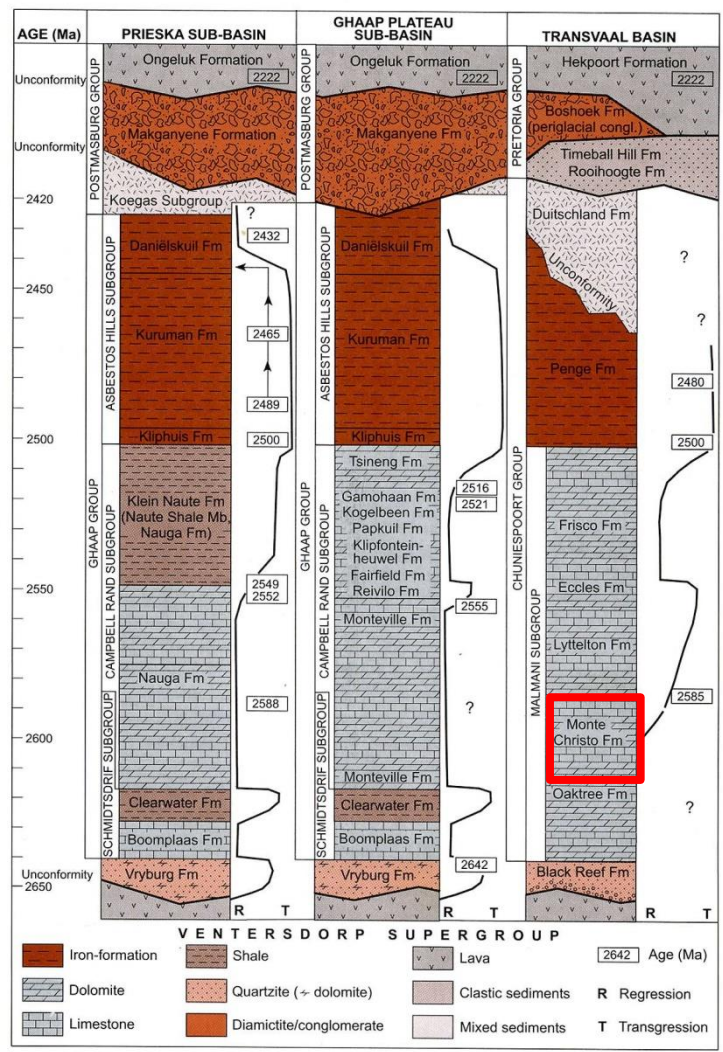 AGE (Ma)
PRIESKA SUB-BASIN
GHAAP PLATEAU
SUB-BASIN
TRANSVAAL BASIN
Unconformity
Unconformity
2420
2450
2500
2550
2600
Unconformity
2650
POSTMASBURG GROUP
GHAAP GROUP
ASBESTOS HILLS SUBGROUP
CAMPBELL RAND SUBGROUP
SCHMIDTSDRIF SUBGROUP
Ongeluk Formation
2222
Makganyene Formation
Koegas Subgroup
?
Daniëlskuil Fm
2432
Kuruman Fm
2465
2489
Kliphuis Fm
2500
Klein Naute Fm
(Naute Shale Mb,
Nauga Fm)
2549
2552
Nauga Fm
2588
Clearwater Fm
Boomplaas Fm
Vryburg Fm
R T
POSTMASBURG GROUP
GHAAP GROUP
ASBESTOS HILLS SUBGROUP
CAMPBELL RAND SUBGROUP
SCHMIDTSDRIF SUBGROUP
Ongeluk Formation
2222
Makganyene Fm
Daniëlskuil Fm
Kuruman Fm
Kliphuis Fm
Tsineng Fm
Gamohaan Fm
2516
Kogelbeen Fm
2521
Papkuil Fm
Klipfontein-
heuwel Fm
Fairfield Fm
Reivilo Fm
2555
Monteville Fm
?
Monteville Fm
Clearwater Fm
Boomplaas Fm
2642
Vryburg Fm
R T
PRETORIA GROUP
CHUNIESPOORT GROUP
MALMANI SUBGROUP
Hekpoort Formation
2222
Boshoek Fm
(periglacial congl.)
Timeball Hill Fm
Rooihoogte Fm
Duitschland Fm
Unconformity
?
?
Penge Fm
2480
2500
Frisco Fm
Eccles Fm
Lyttelton Fm
2585
Monte
Christo Fm
Oaktree Fm
?
Black Reef Fm
R T
VENTERSDORP SUPERGROUP
Iron-formation
Shale
Lava
2642 Age (Ma)
Dolomite
Quartzite (± dolomite)
Clastic sediments
R Regression
Limestone
Diamictite/conglomerate
Mixed sediments
T Transgression